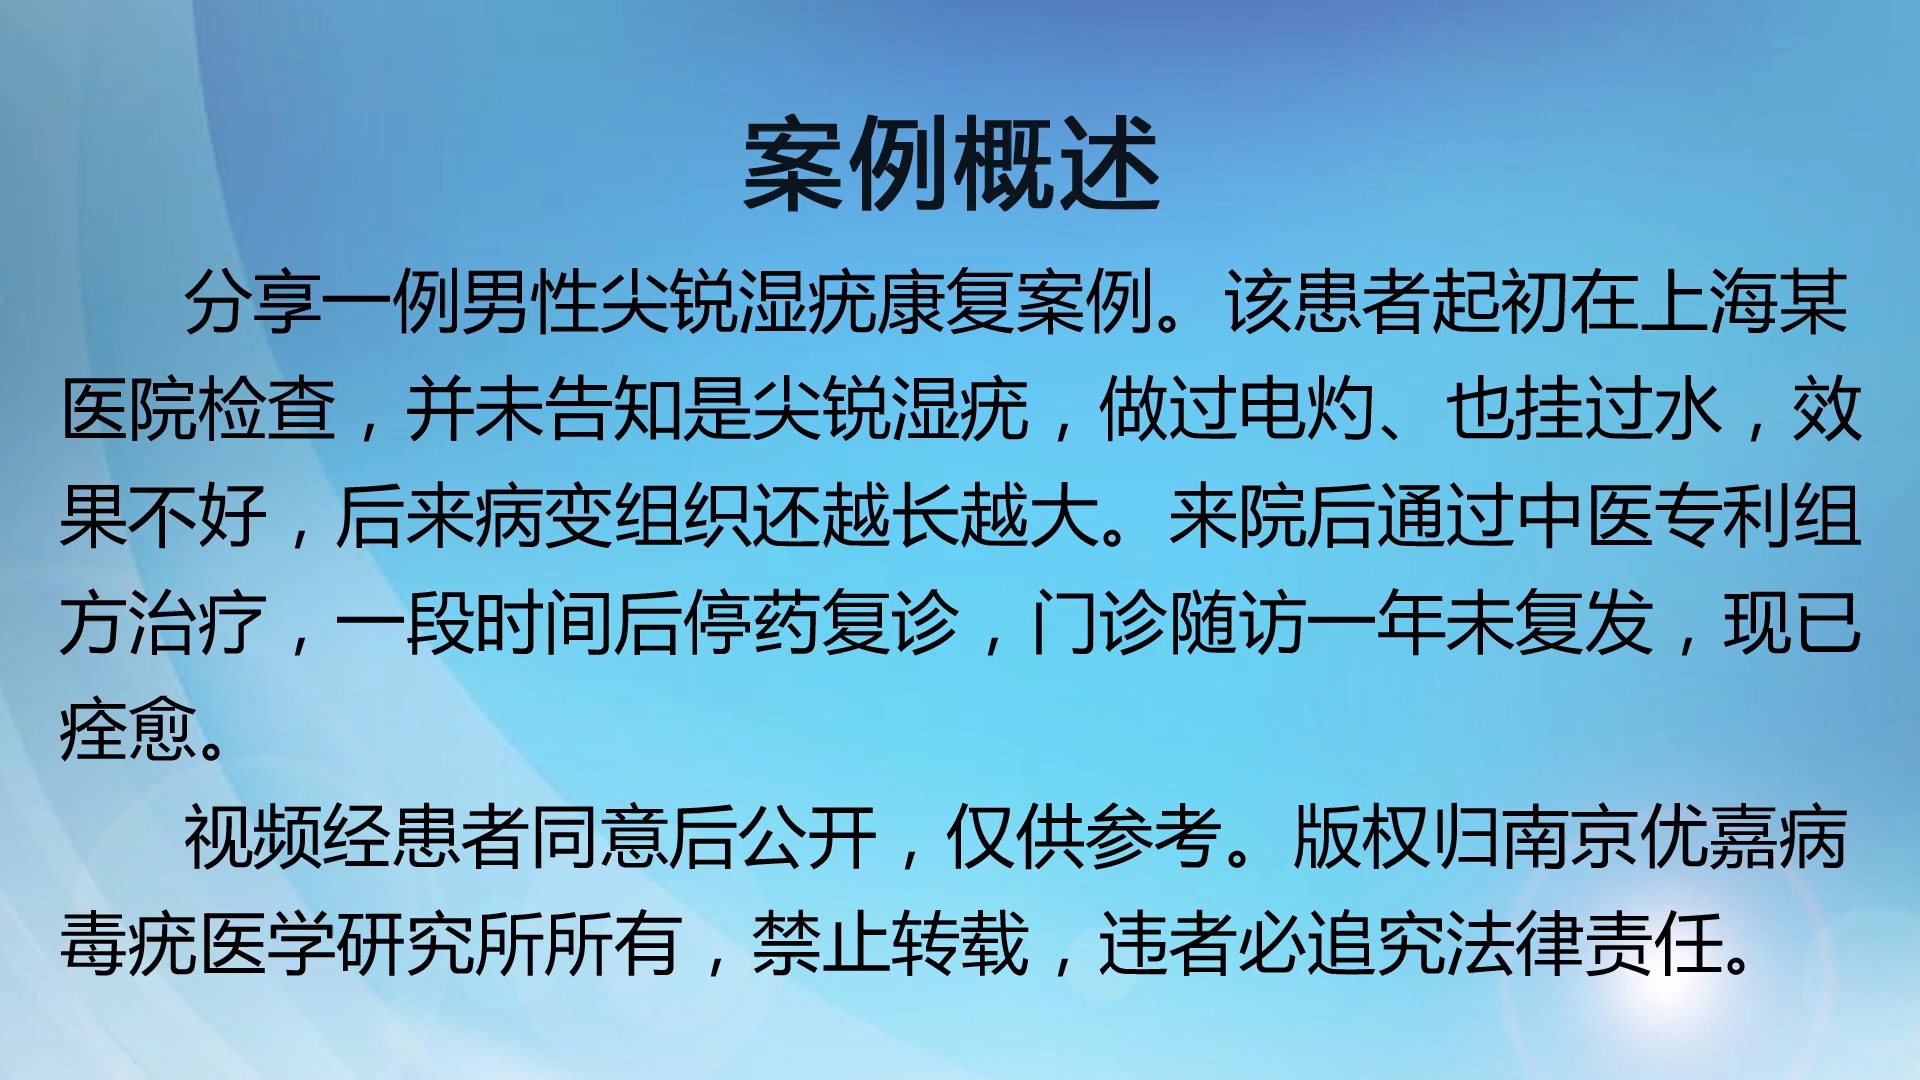 案例概述
分享一例男性尖锐湿疣康复案例。该患者起初在上海某
医院检查，并未告知是尖锐湿疣，做过电灼、也挂过水，效
果不好，后来病变组织还越长越大。来院后通过中医专利组
方治疗，一段时间后停药复诊，门诊随访一年未复发，现已
痊愈。
视频经患者同意后公开，仅供参考。版权归南京优嘉病
毒疣医学研究所所有，禁止转载，违者必追究法律责任。